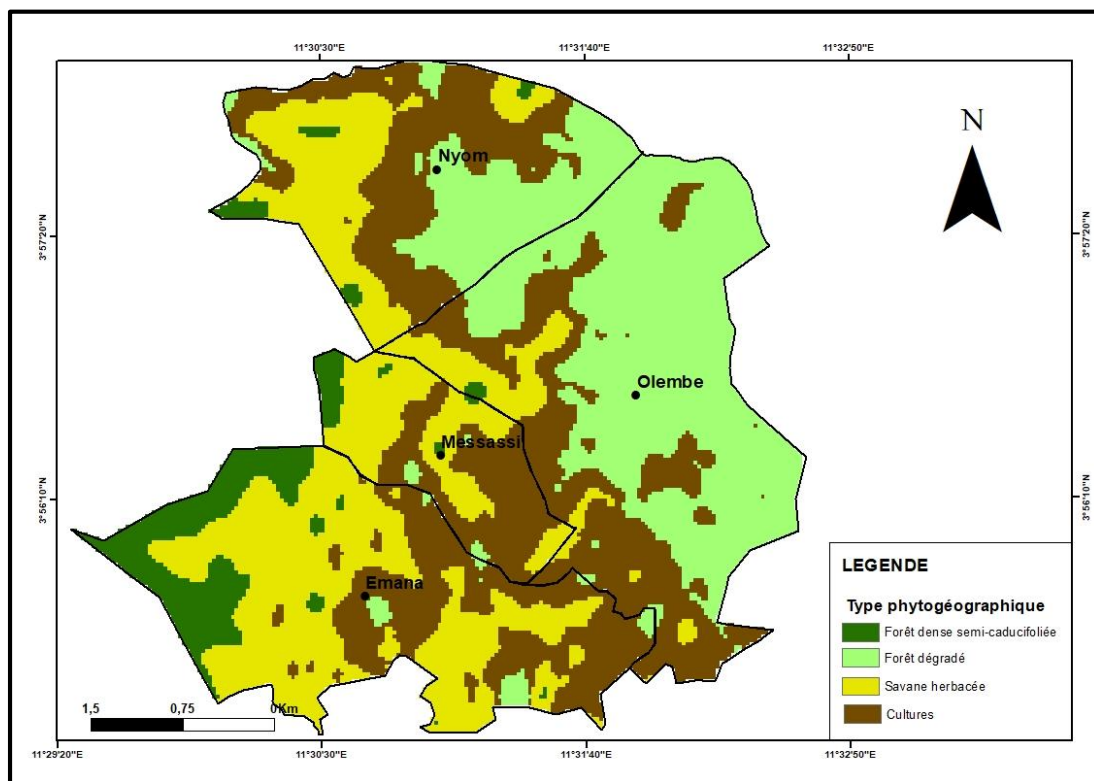 11°30'30"E
11°31'40"E
11°32'50"E
N
Nyom
3°57'20"N
3°57'20"N
Olembe
Messassi
3°56'10"N
3°56'10"N
Emana
LEGENDE
Type phytogéographique
Forêt dense semi-caducifoliée
Forêt dégradé
Savane herbacée
Cultures
1,5
0,75
0Km
11°29'20"E
11°30'30"E
11°31'40"E
11°32'50"E